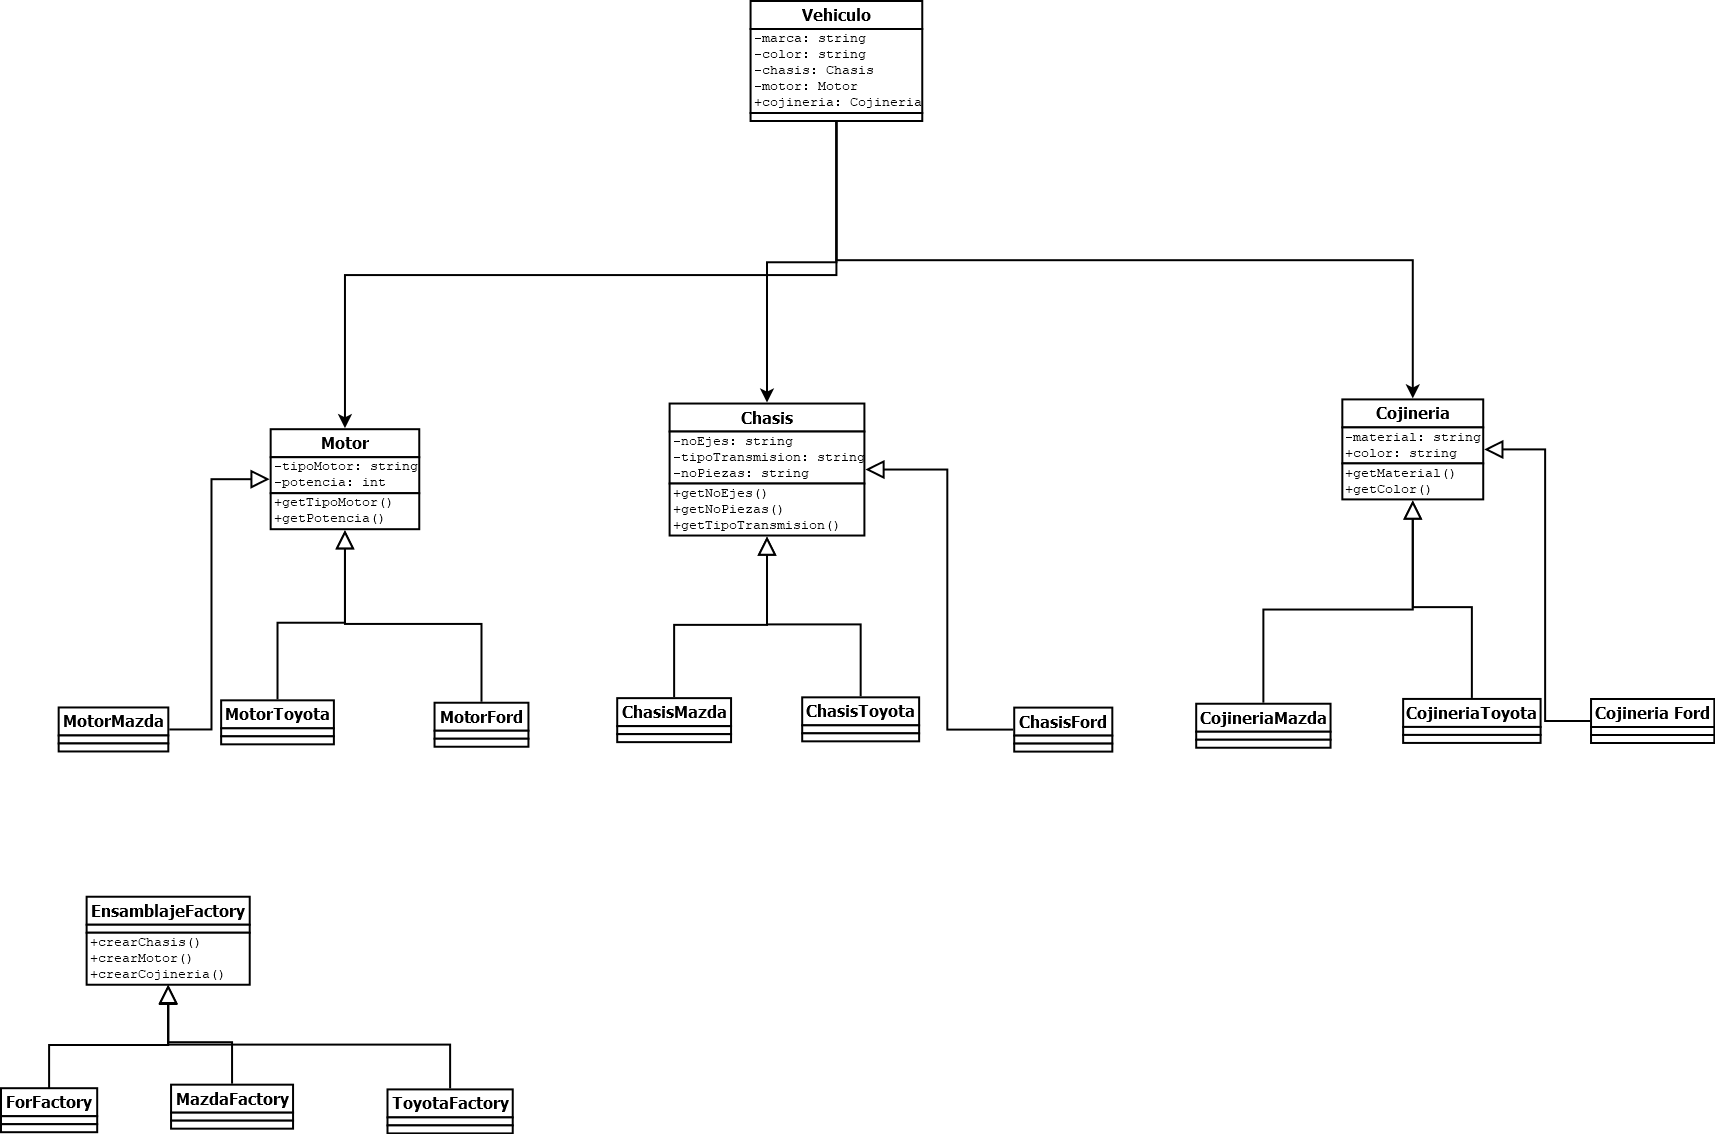 Vehiculo
-marca: string
-color: string
-chasis: Chasis
-motor: Motor
+cojineria: Cojineria
Motor
-tipoMotor: string
-potencia: int
+getTipoMotor()
+getPotencia()
Chasis
-noEjes: string
-tipoTransmision: string
-noPiezas: string
+getNoEjes()
+getNoPiezas()
+getTipoTransmision()
Cojineria
-material: string
+color: string
+getMaterial()
+getColor()
MotorMazda
MotorToyota
MotorFord
ChasisMazda
ChasisToyota
ChasisFord
CojineriaMazda
CojineriaToyota
Cojineria Ford
EnsamblajeFactory
+crearChasis()
+crearMotor()
+crearCojineria()
ForFactory
MazdaFactory
ToyotaFactory